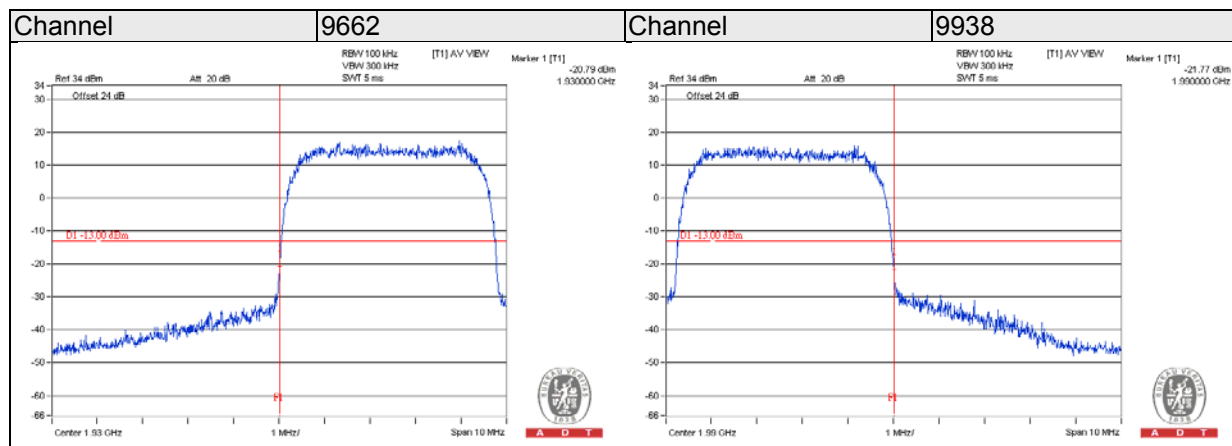 Channel 9662 Channel 9938
RBW 100 kHz [T1] AV VIEW
VBW 300 kHz
SWT 5 ms
Marker 1 [T1]
-20.79 dBm
1.930000 GHz
Ref 34 dBm Att 20 dB
Offset 24 dB
34
30
20
10
0
-10
D1 -13.00 dBm
-20
-30
-40
-50
-60
-66
F1
Center 1.93 GHz 1 MHz/ Span 10 MHz
BUREAU VERITAS
1828
A D T
RBW 100 kHz [T1] AV VIEW
VBW 300 kHz
SWT 5 ms
Marker 1 [T1]
-21.77 dBm
1.990000 GHz
Ref 34 dBm Att 20 dB
Offset 24 dB
34
30
20
10
0
-10
D1 -13.00 dBm
-20
-30
-40
-50
-60
-66
F1
Center 1.99 GHz 1 MHz/ Span 10 MHz
BUREAU VERITAS
1828
A D T